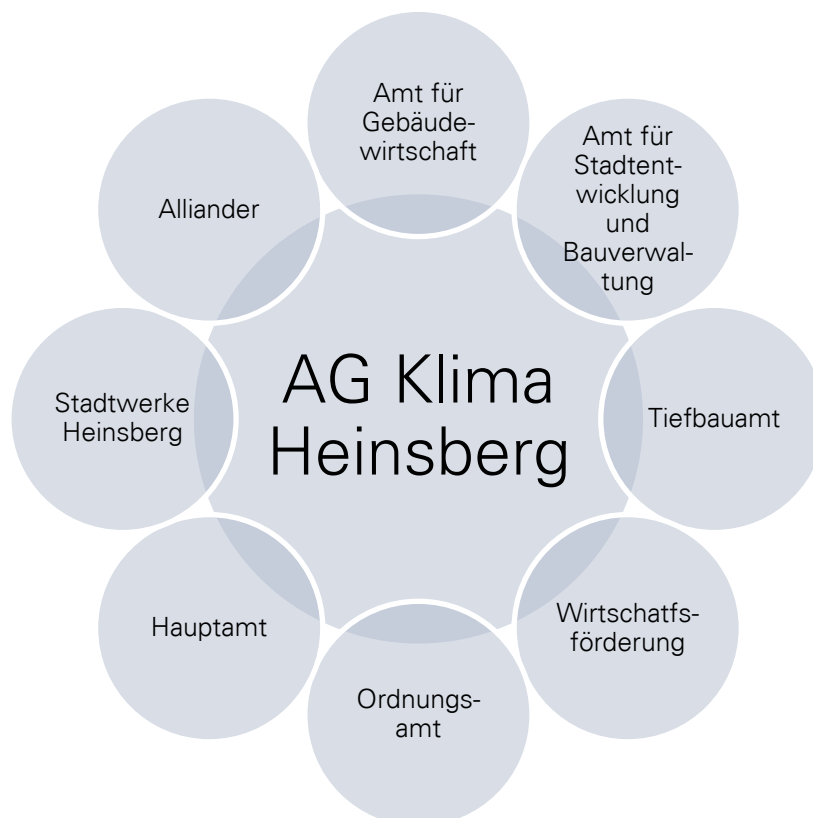 Amt für
Gebäude-
wirtschaft
Amt für
Stadtent-
wicklung
und
Bauverwal-
tung
Alliander
AG Klima
Heinsberg
Stadtwerke
Heinsberg
Tiefbauamt
Hauptamt
Wirtschatfs-
förderung
Ordnungs-
amt